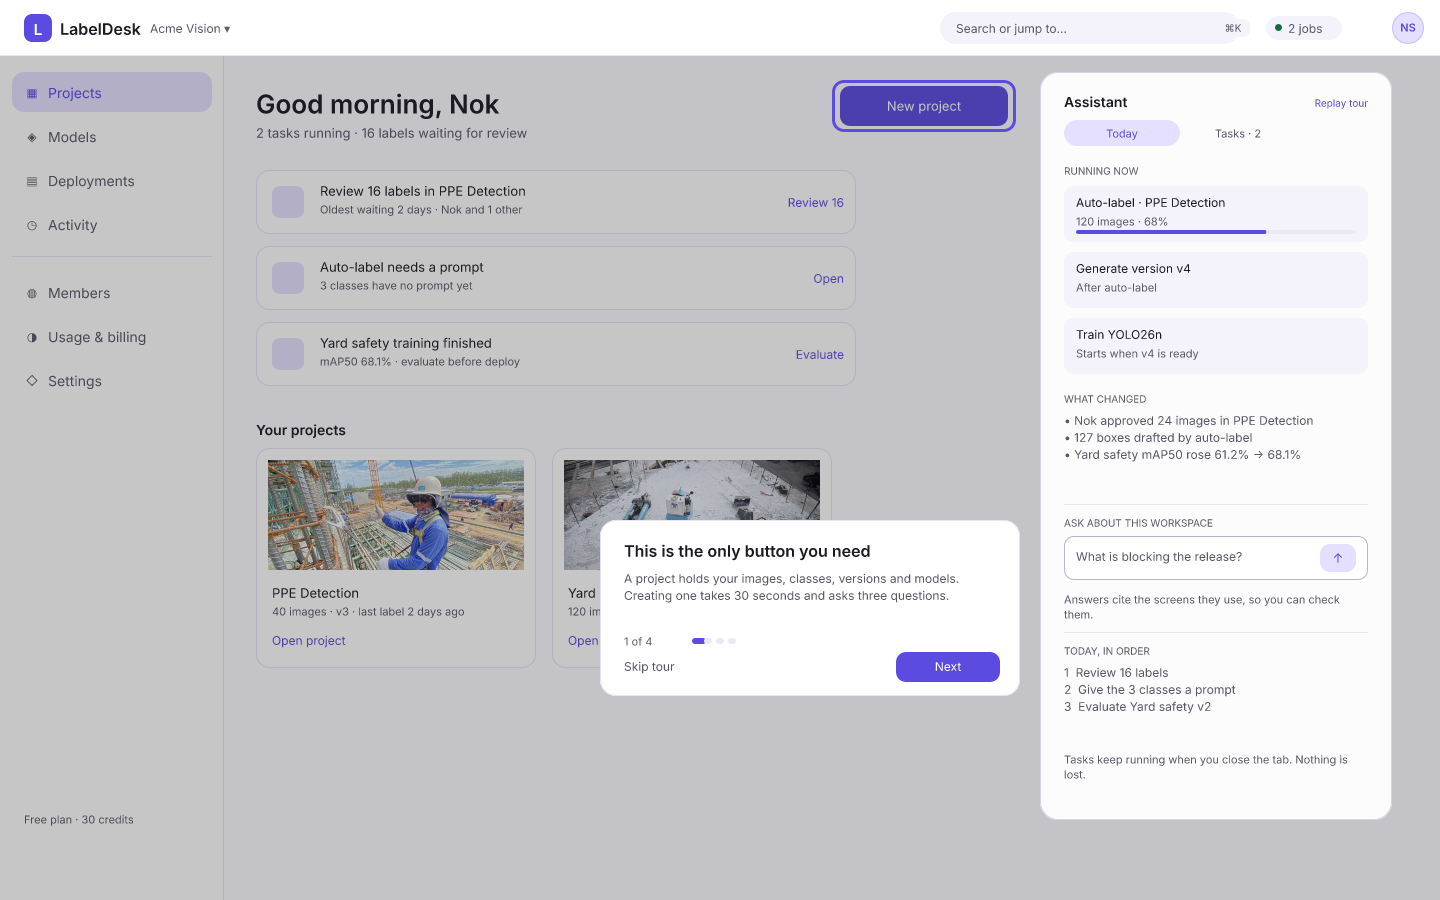 L LabelDesk Acme Vision ▾
Search or jump to... ⌘K
2 jobs
NS
Projects
Models
Deployments
Activity
Members
Usage & billing
Settings
Free plan · 30 credits
Good morning, Nok
2 tasks running · 16 labels waiting for review
New project
Review 16 labels in PPE Detection
Oldest waiting 2 days · Nok and 1 other
Review 16
Auto-label needs a prompt
3 classes have no prompt yet
Open
Yard safety training finished
mAP50 68.1% · evaluate before deploy
Evaluate
Your projects
PPE Detection
40 images · v3 · last label 2 days ago
Open project
Yard
120 im
Open
This is the only button you need
A project holds your images, classes, versions and models.
Creating one takes 30 seconds and asks three questions.
1 of 4
Skip tour
Next
Assistant
Replay tour
Today
Tasks · 2
RUNNING NOW
Auto-label · PPE Detection
120 images · 68%
Generate version v4
After auto-label
Train YOLO26n
Starts when v4 is ready
WHAT CHANGED
• Nok approved 24 images in PPE Detection
• 127 boxes drafted by auto-label
• Yard safety mAP50 rose 61.2% → 68.1%
ASK ABOUT THIS WORKSPACE
What is blocking the release?
↑
Answers cite the screens they use, so you can check
them.
TODAY, IN ORDER
1 Review 16 labels
2 Give the 3 classes a prompt
3 Evaluate Yard safety v2
Tasks keep running when you close the tab. Nothing is
lost.